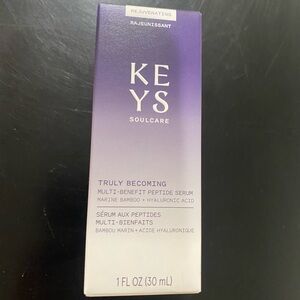 REJUVENATING
RAJEUNISSANT
KE
YS
SOULCARE
TRULY BECOMING
MULTI-BENEFIT PEPTIDE SERUM
MARINE BAMBOO + HYALURONIC ACID
SÉRUM AUX PEPTIDES
MULTI-BIENFAITS
BAMBOU MARIN + ACIDE HYALURONIQUE
1 FL OZ (30 mL)